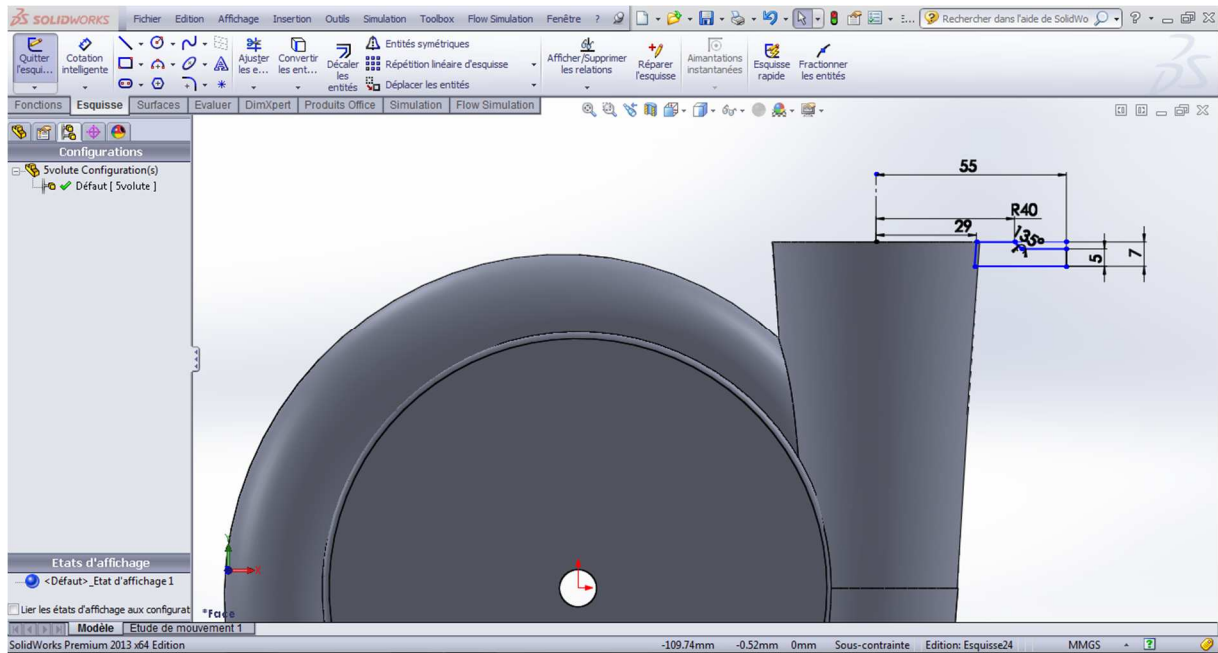 SOLIDWORKS Fichier Edition Affichage Insertion Outils Simulation Toolbox Flow Simulation Fenêtre ? Rechercher dans l'aide de SolidWo
Quitter l'esqui... Cotation intelligente Ajuster les e... Convertir les ent... Décaler les entités Entités symétriques Afficher/Supprimer les relations Réparer l'esquisse Aimantations instantanées Esquisse rapide Fractionner les entités
Répétition linéaire d'esquisse
Déplacer les entités
Fonctions Esquisse Surfaces Evaluer DimXpert Produits Office Simulation Flow Simulation
Configurations
5volute Configuration(s)
Défaut [ 5volute ]
55
R40
29
135°
5
7
Y
X
Etats d'affichage
<Défaut>_Etat d'affichage 1
Lier les états d'affichage aux configurat
*Face
Modèle Etude de mouvement 1
SolidWorks Premium 2013 x64 Edition -109.74mm -0.52mm 0mm Sous-contrainte Edition: Esquisse24 MMGS